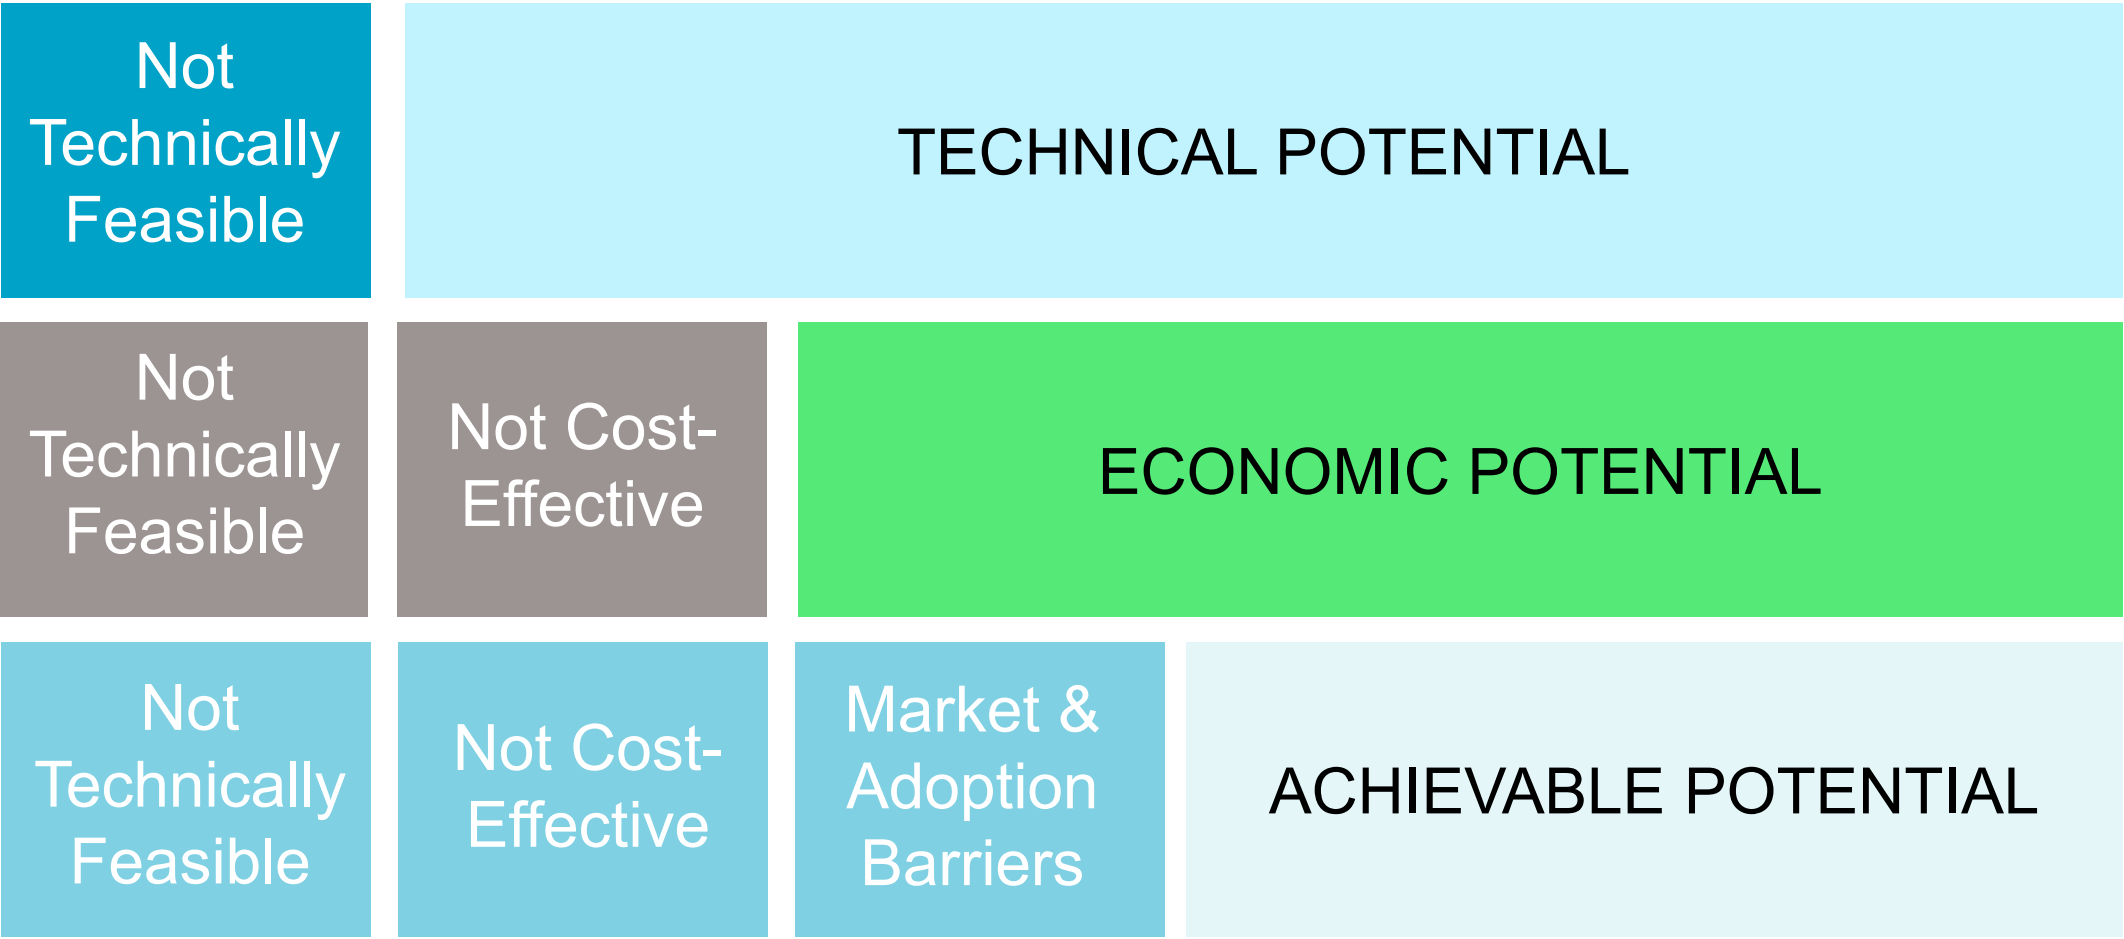 Not
Technically
Feasible
TECHNICAL POTENTIAL
Not
Technically
Feasible
Not Cost-
Effective
ECONOMIC POTENTIAL
Not
Technically
Feasible
Not Cost-
Effective
Market &
Adoption
Barriers
ACHIEVABLE POTENTIAL